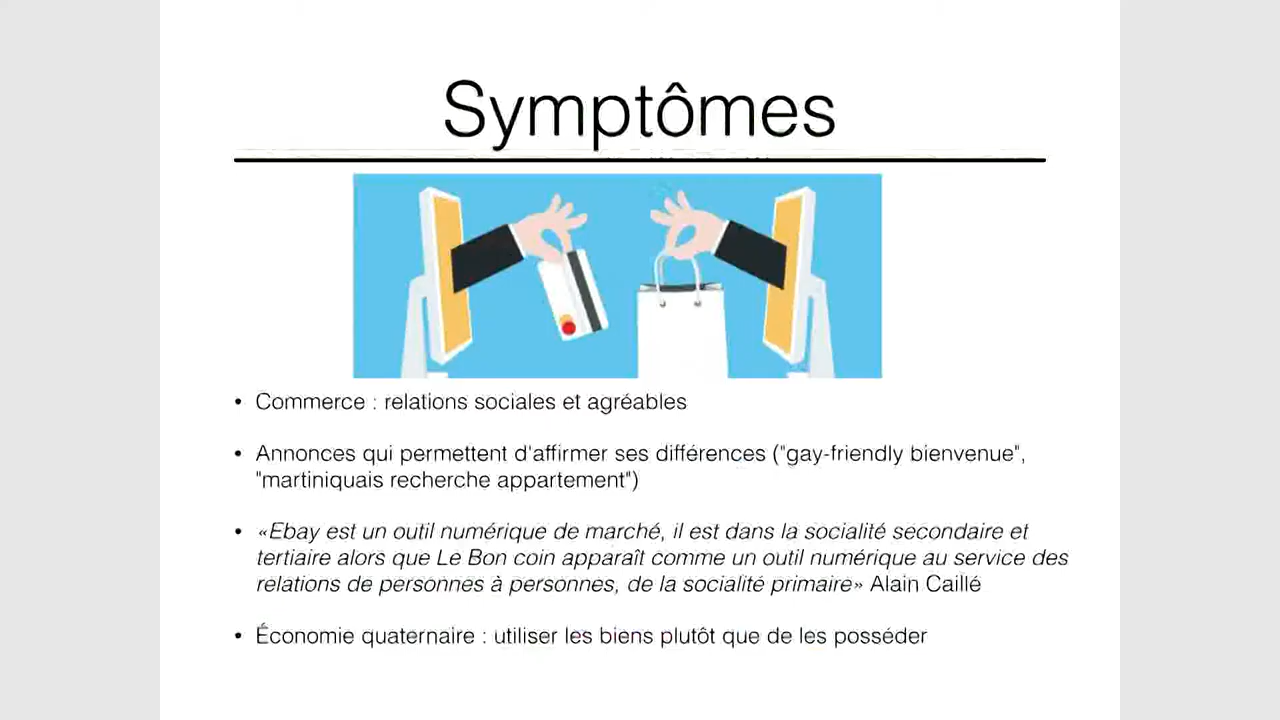 Symptômes
• Commerce : relations sociales et agréables
• Annonces qui permettent d'affirmer ses différences ("gay-friendly bienvenue",
"martiniquais recherche appartement")
• «Ebay est un outil numérique de marché, il est dans la socialité secondaire et
tertiaire alors que Le Bon coin apparaît comme un outil numérique au service des
relations de personnes à personnes, de la socialité primaire» Alain Caillé
• Économie quaternaire : utiliser les biens plutôt que de les posséder